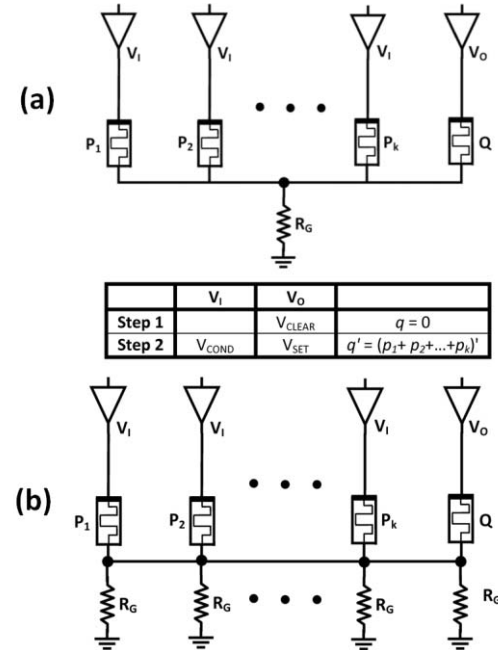 V_I V_I V_I V_O
(a)
P_1 P_2 P_k Q
R_G
V_I V_O
Step 1 V_CLEAR q = 0
Step 2 V_COND V_SET q' = (p_1+ p_2+...+p_k)'
V_I V_I V_I V_O
(b)
P_1 P_2 P_k Q
R_G R_G R_G R_G